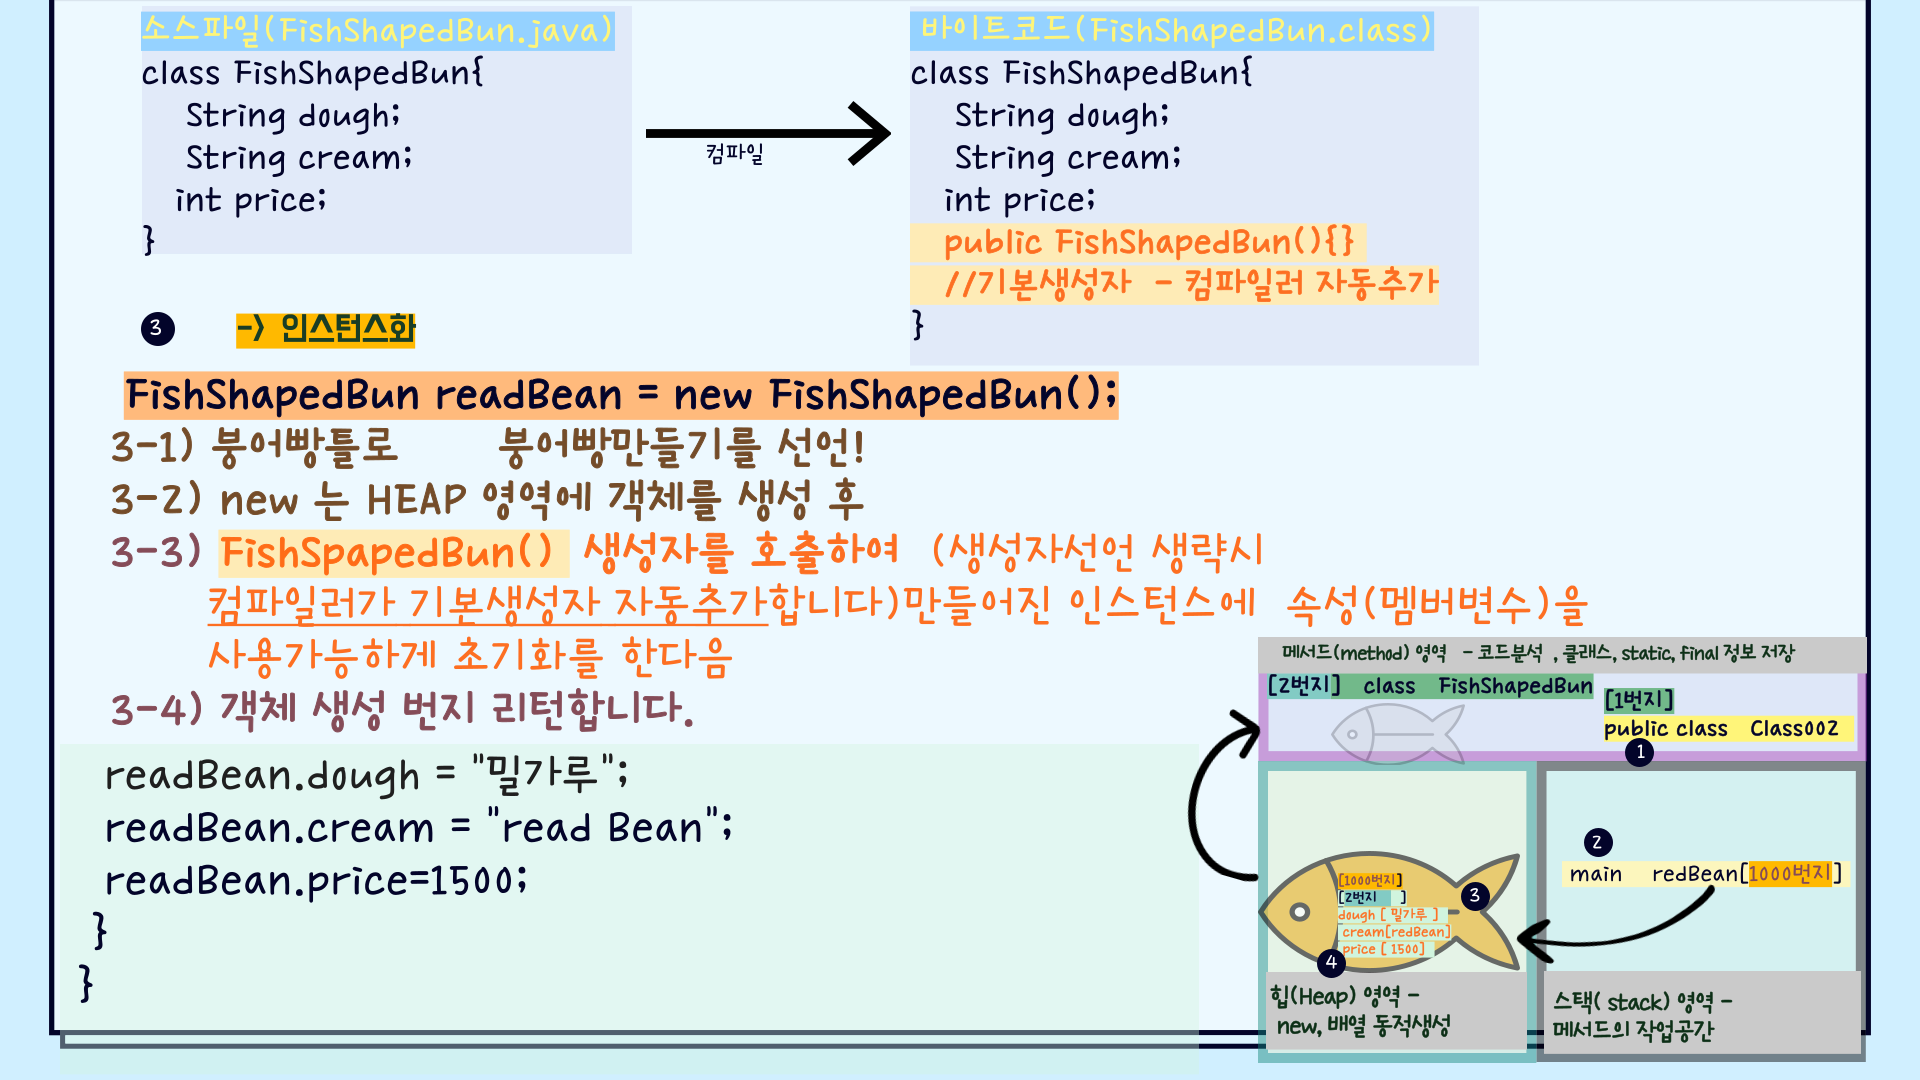 소스파일(FishShapedBun.java)
class FishShapedBun{
String dough;
String cream;
int price;
}
컴파일
바이트코드(FishShapedBun.class)
class FishShapedBun{
String dough;
String cream;
int price;
public FishShapedBun(){}
//기본생성자 - 컴파일러 자동추가
}
3 -> 인스턴스화
FishShapedBun readBean = new FishShapedBun();
3-1) 붕어빵틀로 붕어빵만들기를 선언!
3-2) new 는 HEAP 영역에 객체를 생성 후
3-3) FishSpapedBun() 생성자를 호출하여 (생성자선언 생략시
컴파일러가 기본생성자 자동추가합니다)만들어진 인스턴스에 속성(멤버변수)을
사용가능하게 초기화를 한다음
3-4) 객체 생성 번지 리턴합니다.
readBean.dough = "밀가루";
readBean.cream = "read Bean";
readBean.price=1500;
}
}
메서드(method) 영역 - 코드분석 , 클래스, static, final 정보 저장
[2번지] class FishShapedBun
[1번지]
public class Class002
1
2
main redBean[1000번지]
[1000번지]
[2번지 ]
3
dough [ 밀가루 ]
cream[redBean]
price [ 1500]
4
힙(Heap) 영역 -
new, 배열 동적생성
스택( stack) 영역 -
메서드의 작업공간